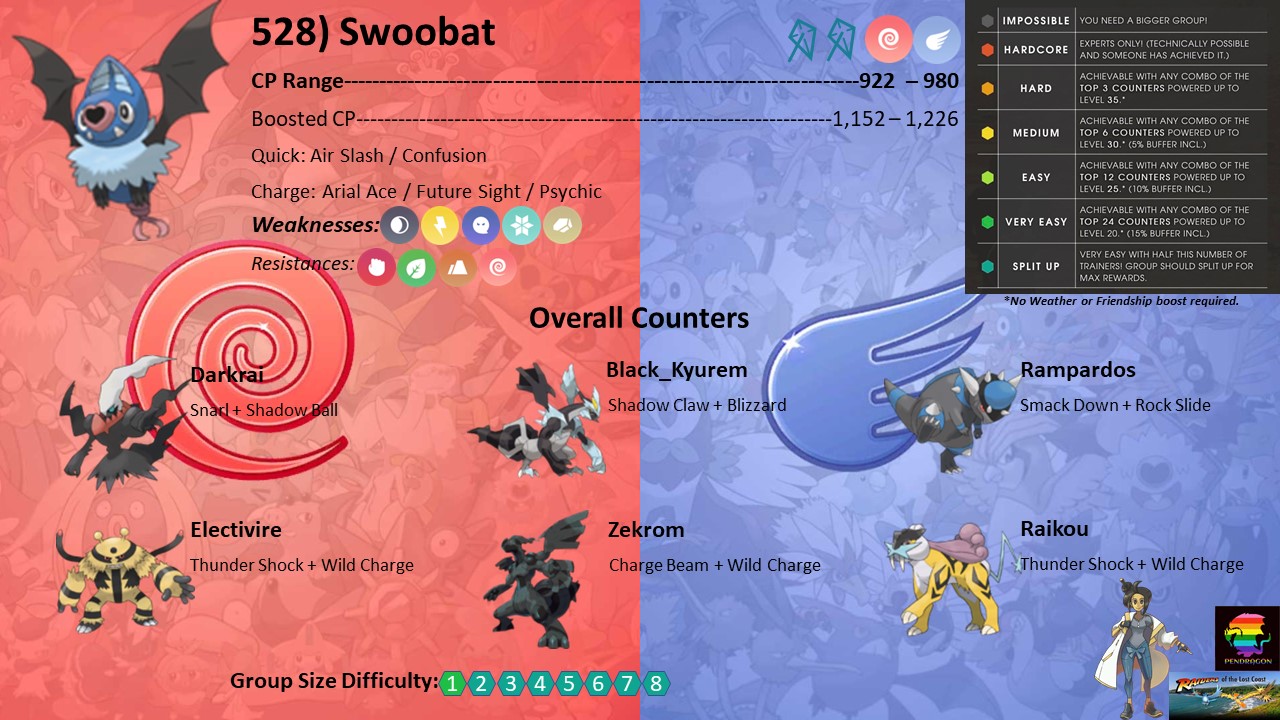 528) Swoobat
CP Range------922 – 980
Boosted CP------1,152 – 1,226
Quick: Air Slash / Confusion
Charge: Arial Ace / Future Sight / Psychic
Weaknesses:
Resistances:
IMPOSSIBLE YOU NEED A BIGGER GROUP!
HARDCORE EXPERTS ONLY! (TECHNICALLY POSSIBLE
AND SOMEONE HAS ACHIEVED IT.)
HARD ACHIEVABLE WITH ANY COMBO OF THE
TOP 3 COUNTERS POWERED UP TO
LEVEL 35.*
MEDIUM ACHIEVABLE WITH ANY COMBO OF THE
TOP 6 COUNTERS POWERED UP TO
LEVEL 30.* (5% BUFFER INCL.)
EASY ACHIEVABLE WITH ANY COMBO OF THE
TOP 12 COUNTERS POWERED UP TO
LEVEL 25.* (10% BUFFER INCL.)
VERY EASY ACHIEVABLE WITH ANY COMBO OF THE
TOP 24 COUNTERS POWERED UP TO
LEVEL 20.* (15% BUFFER INCL.)
SPLIT UP VERY EASY WITH HALF THIS NUMBER OF
TRAINERS! GROUP SHOULD SPLIT UP FOR
MAX REWARDS.
*No Weather or Friendship boost required.
Overall Counters
Darkrai
Snarl + Shadow Ball
Black_Kyurem
Shadow Claw + Blizzard
Rampardos
Smack Down + Rock Slide
Electivire
Thunder Shock + Wild Charge
Zekrom
Charge Beam + Wild Charge
Raikou
Thunder Shock + Wild Charge
Group Size Difficulty: 1 2 3 4 5 6 7 8
PENDRAGON
RAIDERS of the Lost Coast